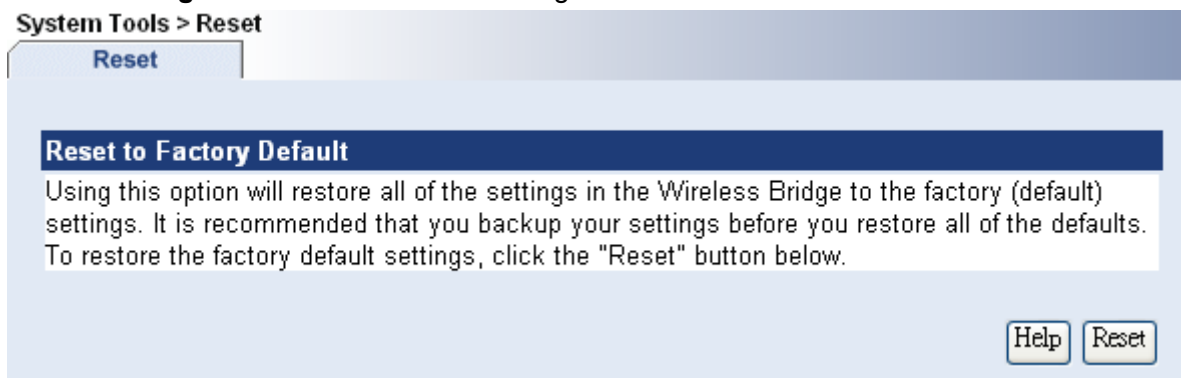 System Tools > Reset
Reset
Reset to Factory Default
Using this option will restore all of the settings in the Wireless Bridge to the factory (default)
settings. It is recommended that you backup your settings before you restore all of the defaults.
To restore the factory default settings, click the "Reset" button below.
Help Reset